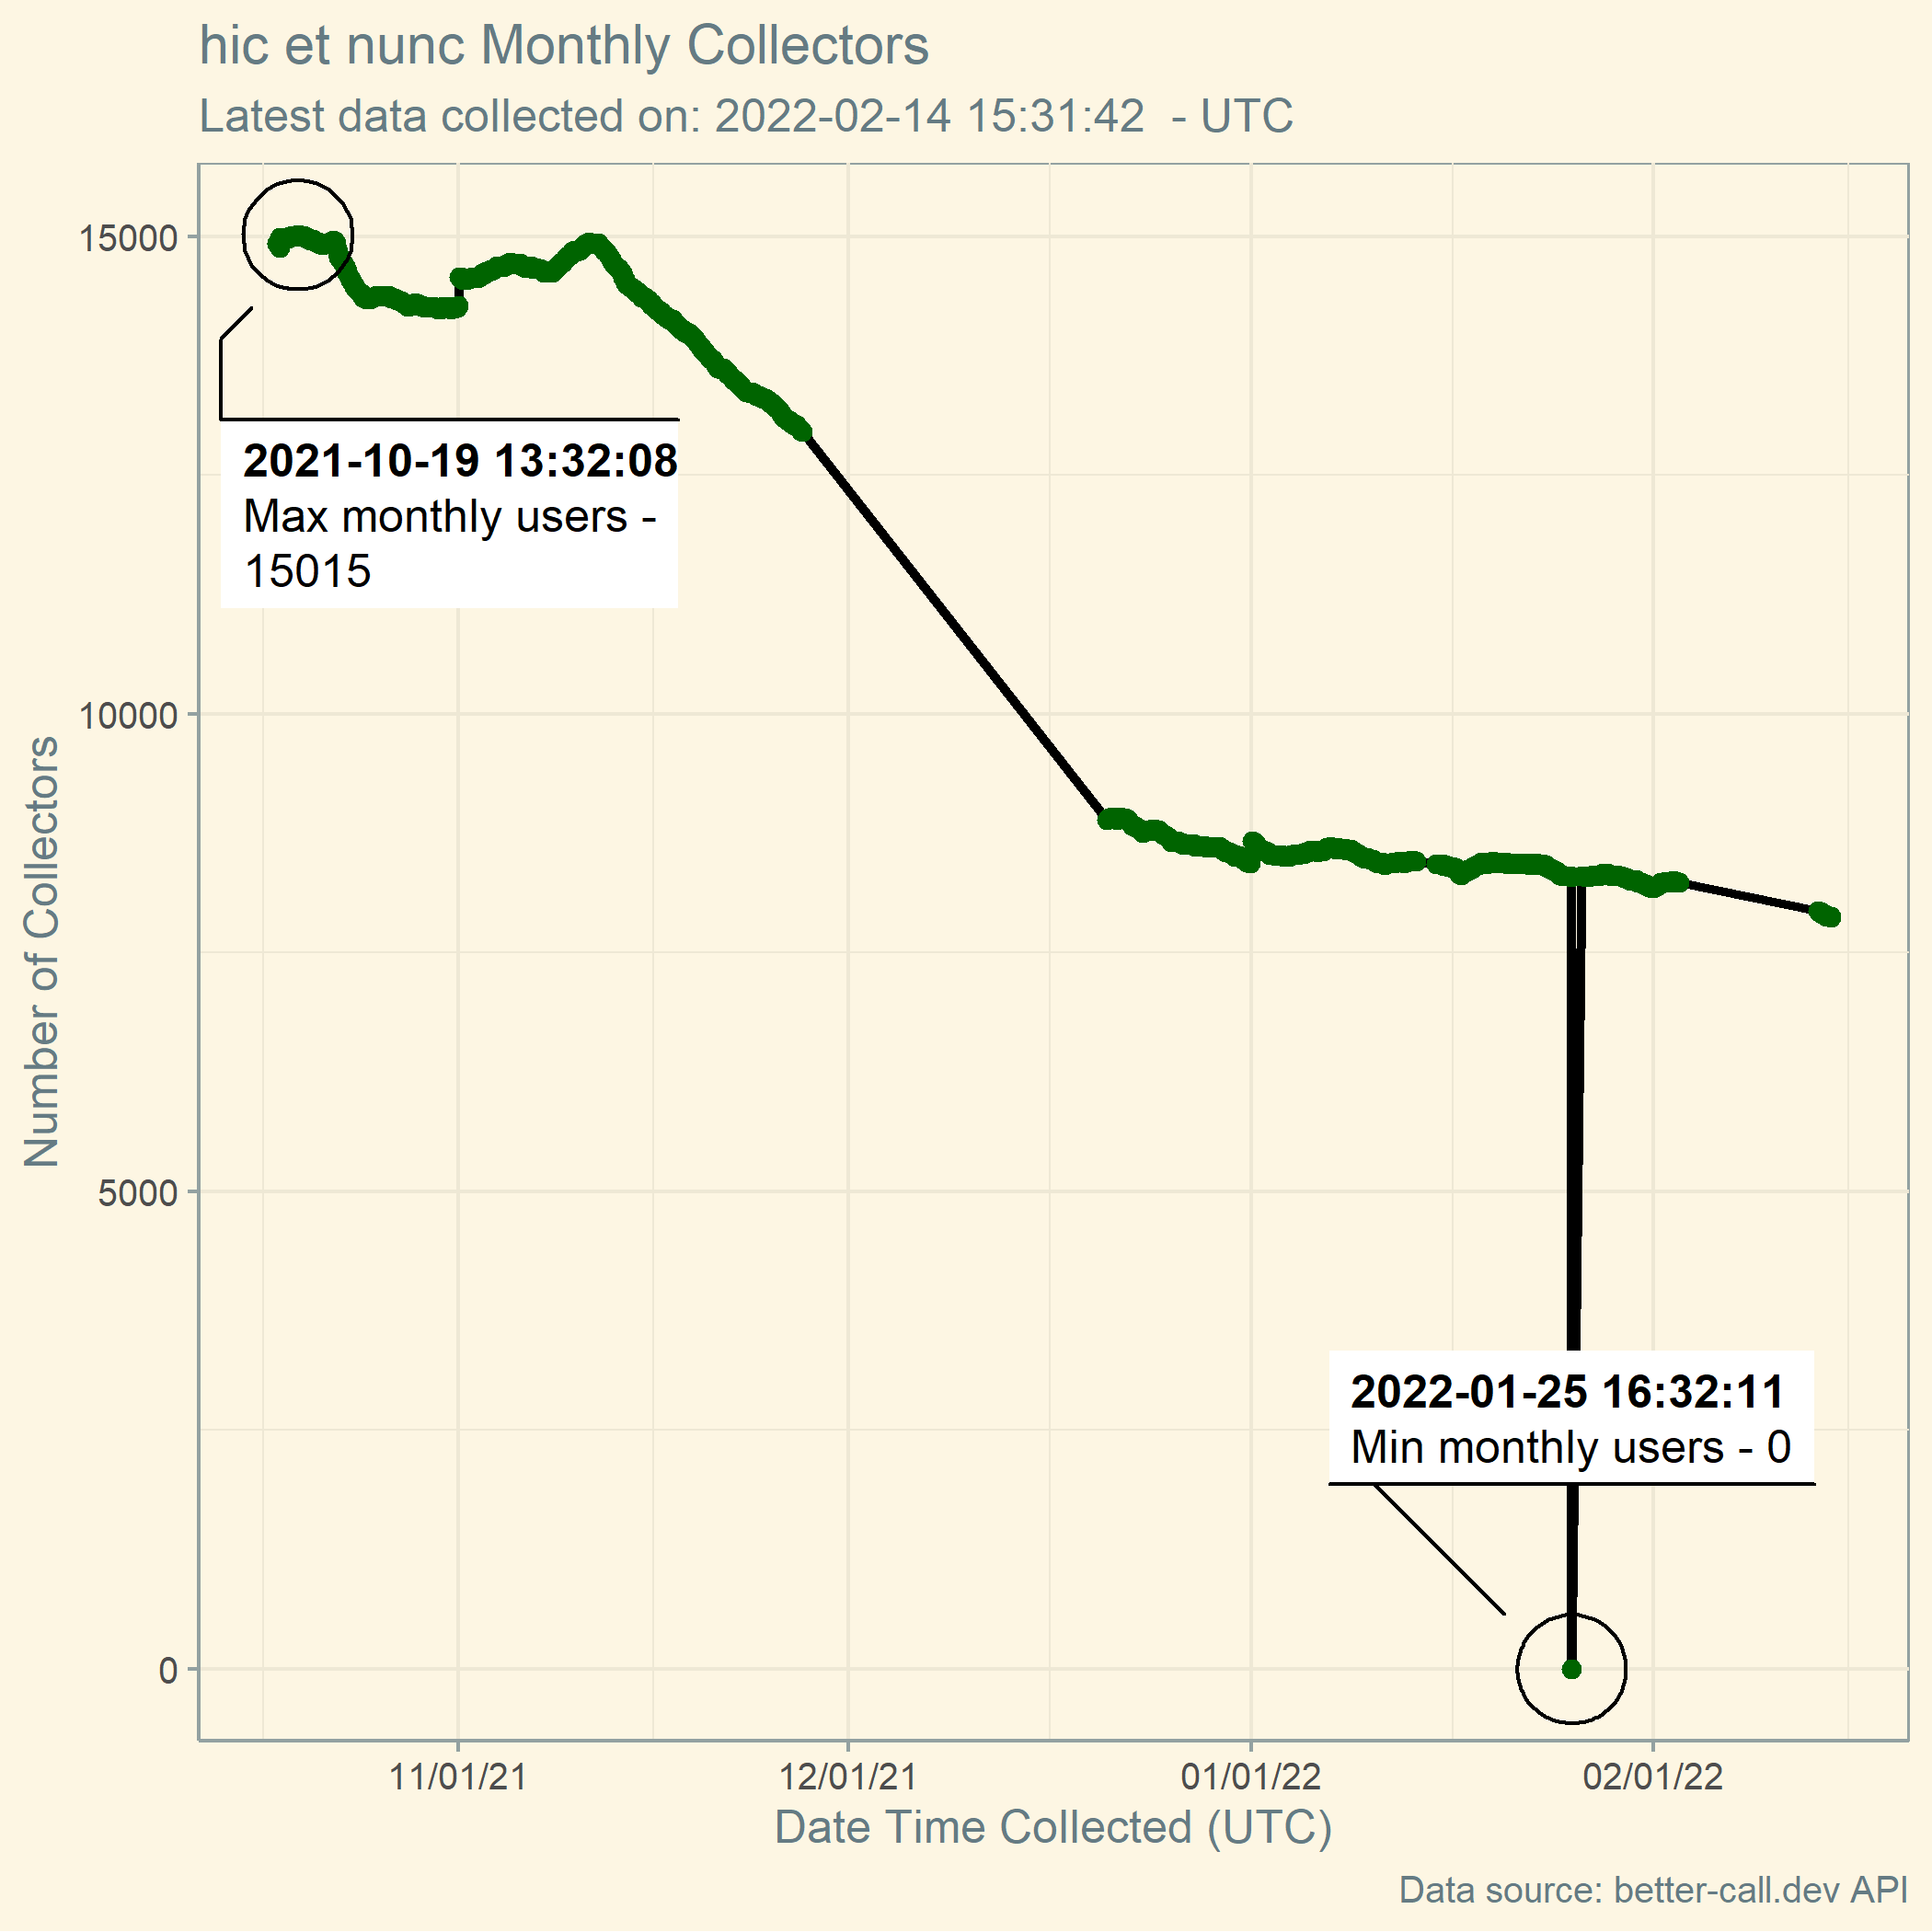 hic et nunc Monthly Collectors
Latest data collected on: 2022-02-14 15:31:42  - UTC
Number of Collectors
15000
10000
5000
0
2021-10-19 13:32:08
Max monthly users -
15015
2022-01-25 16:32:11
Min monthly users - 0
11/01/21
12/01/21
01/01/22
02/01/22
Date Time Collected (UTC)
Data source: better-call.dev API